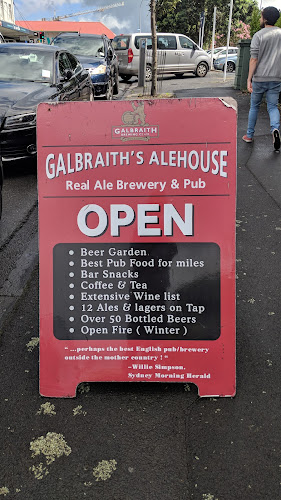 GALBRAITH
BREWING COMPANY
GALBRAITH'S ALEHOUSE
Real Ale Brewery & Pub
OPEN
• Beer Garden
• Best Pub Food for miles
• Bar Snacks
• Coffee & Tea
• Extensive Wine list
• 12 Ales & lagers on Tap
• Over 50 Bottled Beers
• Open Fire ( Winter )
" ...perhaps the best English pub/brewery
outside the mother country ! "
~Willie Simpson.
Sydney Morning Herald